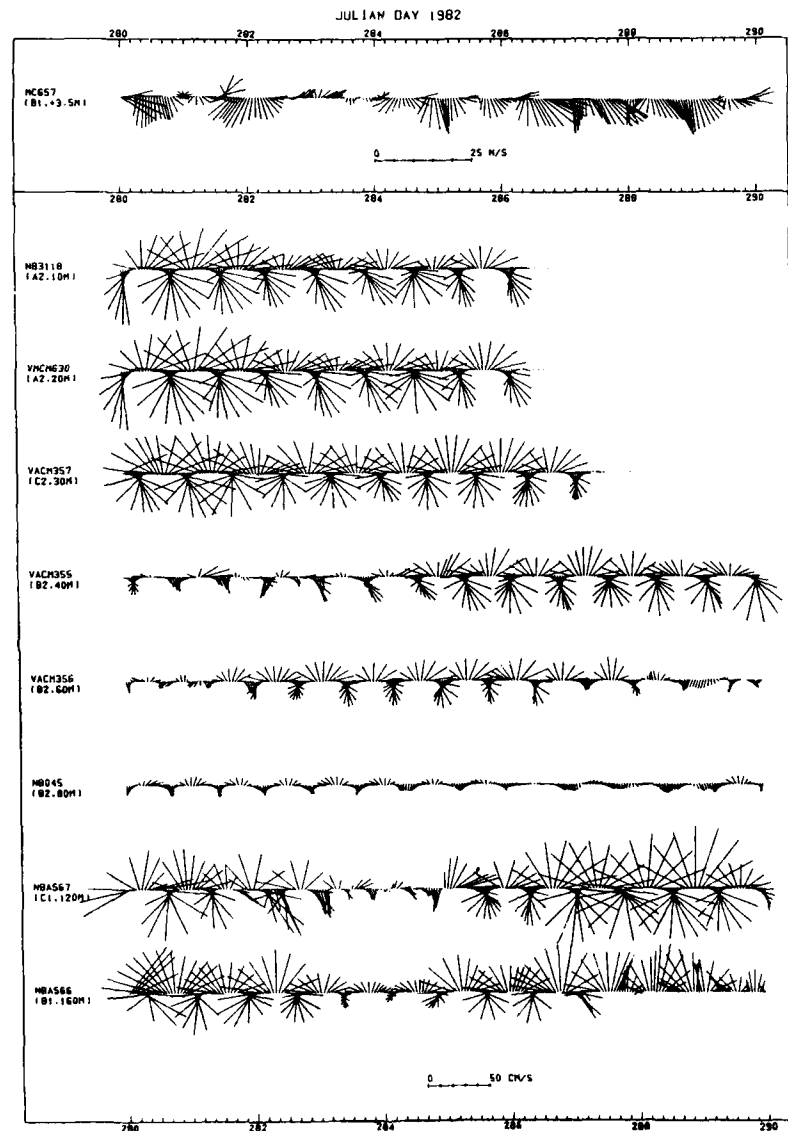 JULIAN DAY 1982
280 282 284 286 288 290
MC657
(B1.+3.5M)
0 25 M/S
280 282 284 286 288 290
MB3118
(A2.10M)
VMCM630
(A2.20M)
VACM357
(C2.30M)
VACM355
(B2.40M)
VACM356
(B2.60M)
MB045
(B2.80M)
MBAS67
(C1.120M)
MBAS66
(B1.160M)
0 50 CM/S
280 282 284 286 288 290